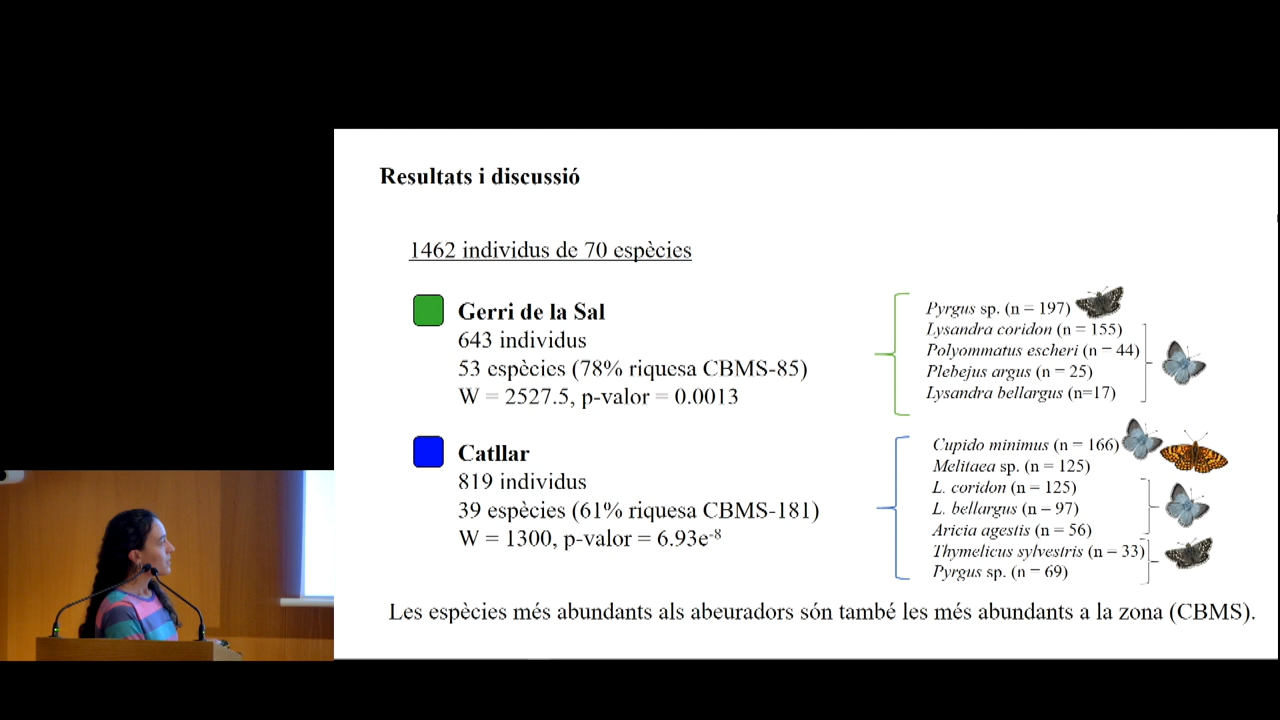 Resultats i discussió
1462 individus de 70 espècies
Gerri de la Sal
643 individus
53 espècies (78% riquesa CBMS-85)
W = 2527.5, p-valor = 0.0013
Pyrgus sp. (n = 197)
Lysandra coridon (n = 155)
Polyommatus escheri (n = 44)
Plebejus argus (n = 25)
Lysandra bellargus (n=17)
Catllar
819 individus
39 espècies (61% riquesa CBMS-181)
W = 1300, p-valor = 6.93e⁻⁸
Cupido minimus (n = 166)
Melitaea sp. (n = 125)
L. coridon (n = 125)
L. bellargus (n = 97)
Aricia agestis (n = 56)
Thymelicus sylvestris (n = 33)
Pyrgus sp. (n = 69)
Les espècies més abundants als abeuradors són també les més abundants a la zona (CBMS).